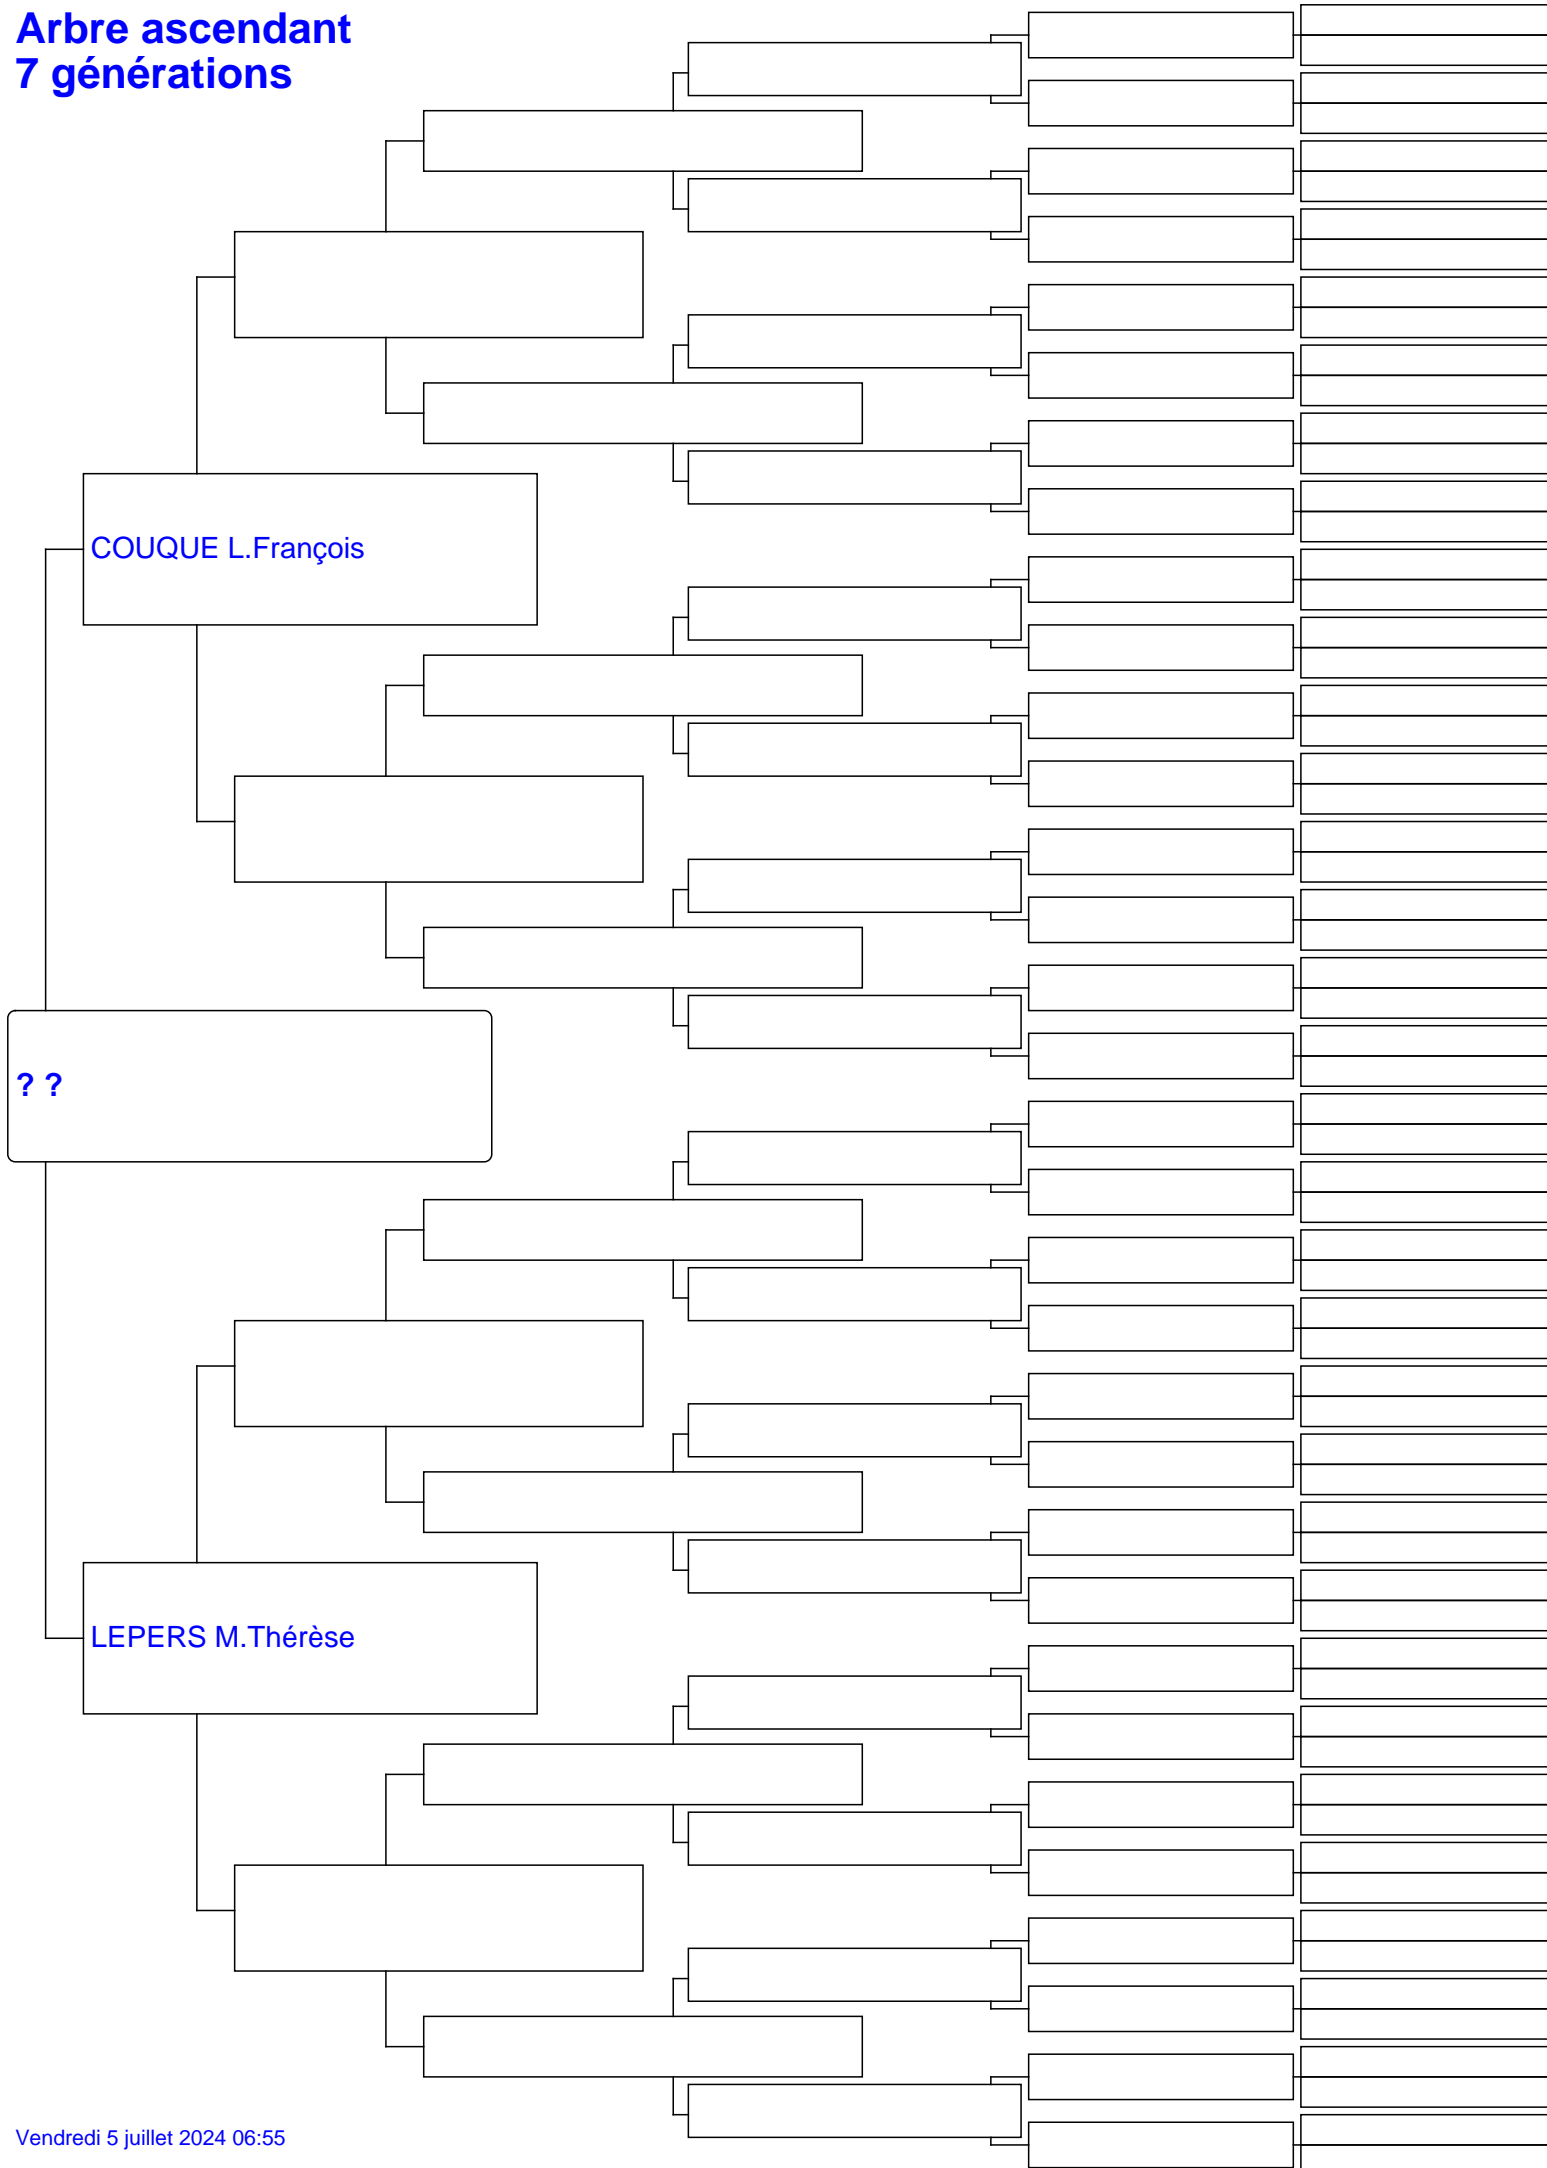 Arbre ascendant
7 générations
COUQUE L.François
? ?
LEPERS M.Thérèse
Vendredi 5 juillet 2024 06:55